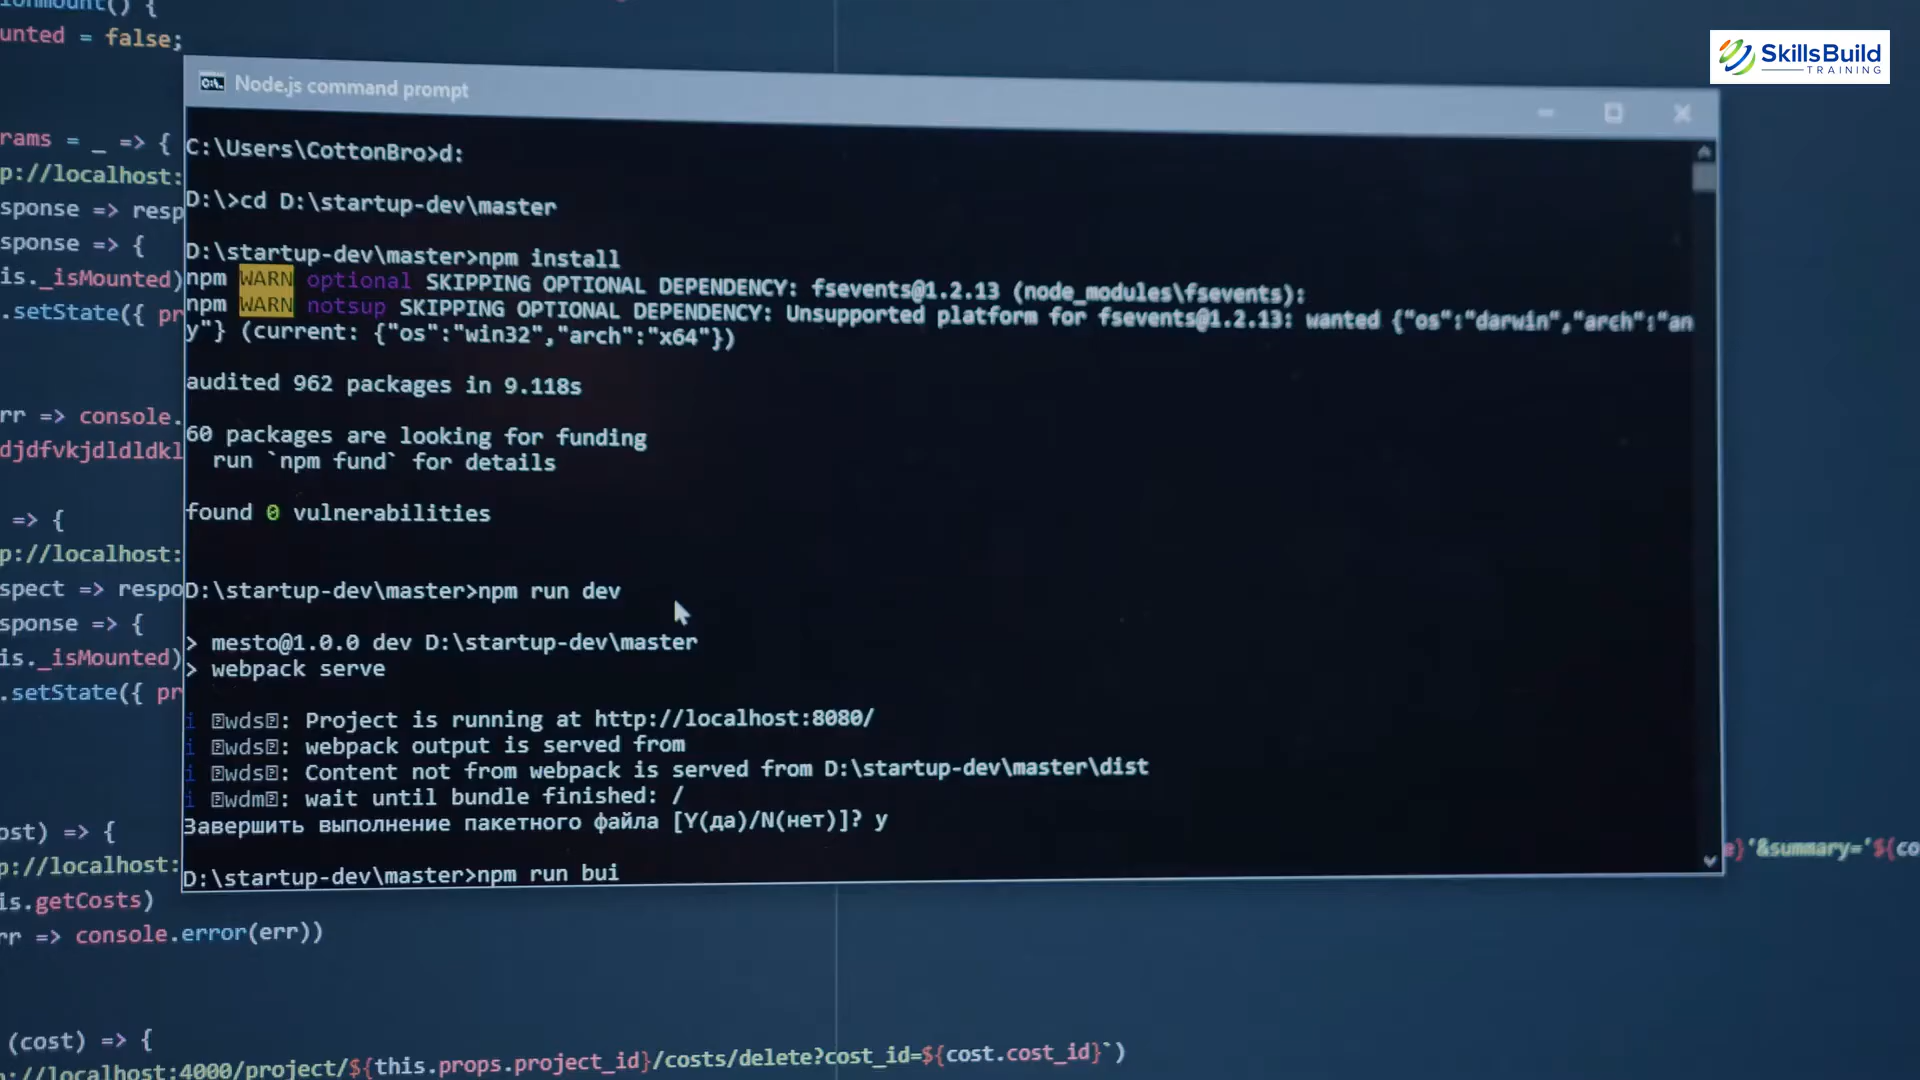 onMount() {
unted = false;
SkillsBuild
TRAINING
Node.js command prompt
C:\Users\CottonBro>d:
D:\>cd D:\startup-dev\master
D:\startup-dev\master>npm install
npm WARN optional SKIPPING OPTIONAL DEPENDENCY: fsevents@1.2.13 (node_modules\fsevents):
npm WARN notsup SKIPPING OPTIONAL DEPENDENCY: Unsupported platform for fsevents@1.2.13: wanted {"os":"darwin","arch":"an
y"} (current: {"os":"win32","arch":"x64"})
audited 962 packages in 9.118s
60 packages are looking for funding
run `npm fund` for details
found 0 vulnerabilities
D:\startup-dev\master>npm run dev
> mesto@1.0.0 dev D:\startup-dev\master
> webpack serve
i wds: Project is running at http://localhost:8080/
i wds: webpack output is served from
i wds: Content not from webpack is served from D:\startup-dev\master\dist
i wdm: wait until bundle finished: /
Завершить выполнение пакетного файла [Y(да)/N(нет)]? y
D:\startup-dev\master>npm run bui
rams = _ => {
p://localhost:
sponse => resp
sponse => {
is._isMounted)
.setState({ pr
rr => console.
djdfvkjdldldkl
=> {
p://localhost:
spect => respo
sponse => {
is._isMounted)
.setState({ pr
ost) => {
p://localhost:
}'&summary='${co
is.getCosts)
rr => console.error(err))
(cost) => {
p://localhost:4000/project/${this.props.project_id}/costs/delete?cost_id=${cost.cost_id}`)